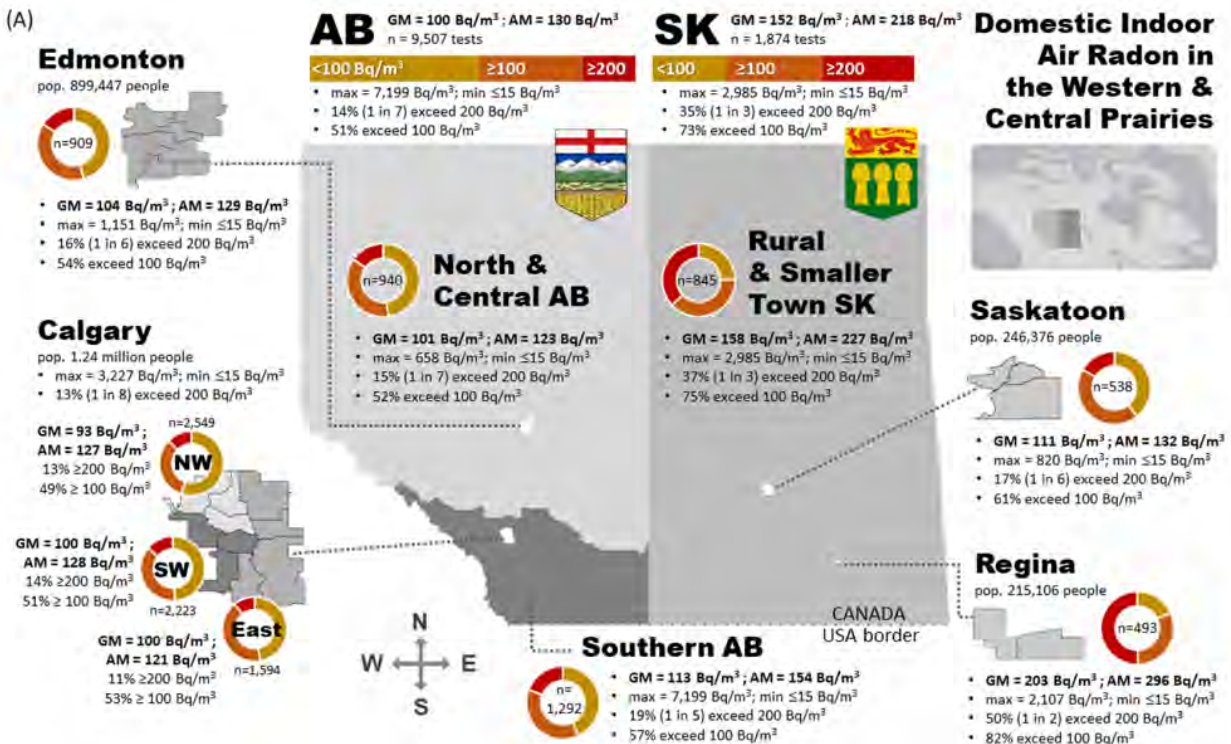 (A)
AB
GM = 100 Bq/m³ ; AM = 130 Bq/m³
n = 9,507 tests
<100 Bq/m³ ≥100 ≥200
• max = 7,199 Bq/m³; min ≤15 Bq/m³
• 14% (1 in 7) exceed 200 Bq/m³
• 51% exceed 100 Bq/m³
SK
GM = 152 Bq/m³ ; AM = 218 Bq/m³
n = 1,874 tests
<100 ≥100 ≥200
• max = 2,985 Bq/m³; min ≤15 Bq/m³
• 35% (1 in 3) exceed 200 Bq/m³
• 73% exceed 100 Bq/m³
Domestic Indoor
Air Radon in
the Western &
Central Prairies
Edmonton
pop. 899,447 people
n=909
• GM = 104 Bq/m³ ; AM = 129 Bq/m³
• max = 1,151 Bq/m³; min ≤15 Bq/m³
• 16% (1 in 6) exceed 200 Bq/m³
• 54% exceed 100 Bq/m³
North &
Central AB
n=940
• GM = 101 Bq/m³ ; AM = 123 Bq/m³
• max = 658 Bq/m³; min ≤15 Bq/m³
• 15% (1 in 7) exceed 200 Bq/m³
• 52% exceed 100 Bq/m³
Rural
& Smaller
Town SK
n=845
• GM = 158 Bq/m³ ; AM = 227 Bq/m³
• max = 2,985 Bq/m³; min ≤15 Bq/m³
• 37% (1 in 3) exceed 200 Bq/m³
• 75% exceed 100 Bq/m³
Saskatoon
pop. 246,376 people
n=538
• GM = 111 Bq/m³ ; AM = 132 Bq/m³
• max = 820 Bq/m³; min ≤15 Bq/m³
• 17% (1 in 6) exceed 200 Bq/m³
• 61% exceed 100 Bq/m³
Calgary
pop. 1.24 million people
• max = 3,227 Bq/m³; min ≤15 Bq/m³
• 13% (1 in 8) exceed 200 Bq/m³
n=2,549
NW
GM = 93 Bq/m³ ;
AM = 127 Bq/m³
13% ≥200 Bq/m³
49% ≥ 100 Bq/m³
GM = 100 Bq/m³ ;
AM = 128 Bq/m³
14% ≥200 Bq/m³
51% ≥ 100 Bq/m³
SW
n=2,223
East
n=1,594
GM = 100 Bq/m³ ;
AM = 121 Bq/m³
11% ≥200 Bq/m³
53% ≥ 100 Bq/m³
N
W E
S
CANADA
USA border
Southern AB
n=
1,292
• GM = 113 Bq/m³ ; AM = 154 Bq/m³
• max = 7,199 Bq/m³; min ≤15 Bq/m³
• 19% (1 in 5) exceed 200 Bq/m³
• 57% exceed 100 Bq/m³
Regina
pop. 215,106 people
n=493
• GM = 203 Bq/m³ ; AM = 296 Bq/m³
• max = 2,107 Bq/m³; min ≤15 Bq/m³
• 50% (1 in 2) exceed 200 Bq/m³
• 82% exceed 100 Bq/m³